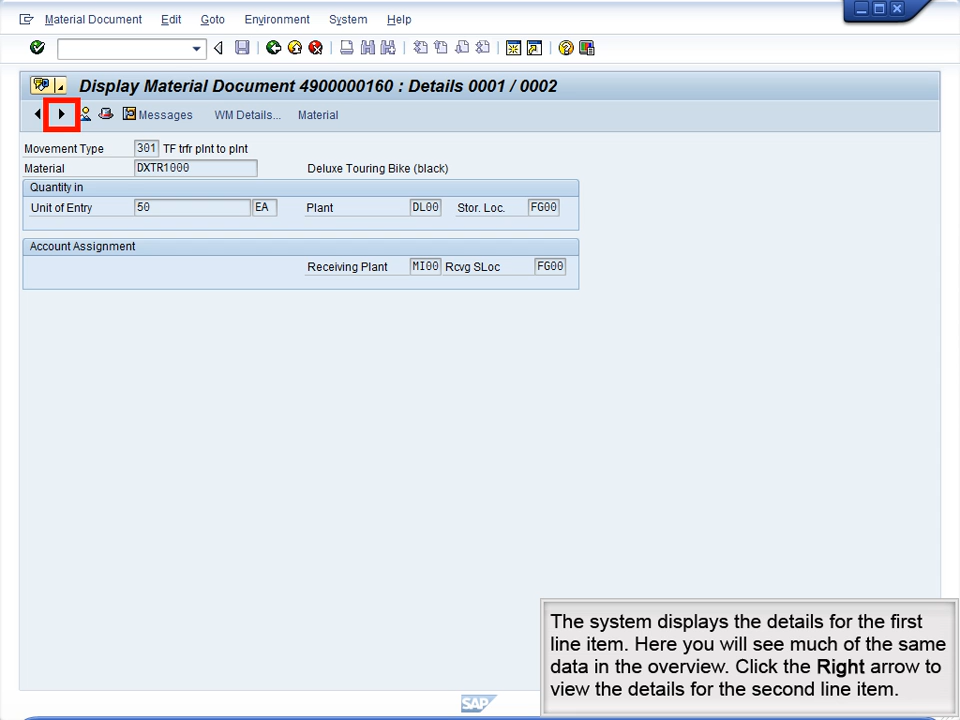 Material Document Edit Goto Environment System Help
Display Material Document 4900000160 : Details 0001 / 0002
Messages WM Details... Material
Movement Type 301 TF trfr plnt to plnt
Material DXTR1000 Deluxe Touring Bike (black)
Quantity in
Unit of Entry 50 EA Plant DL00 Stor. Loc. FG00
Account Assignment
Receiving Plant MI00 Rcvg SLoc FG00
The system displays the details for the first
line item. Here you will see much of the same
data in the overview. Click the Right arrow to
view the details for the second line item.
SAP